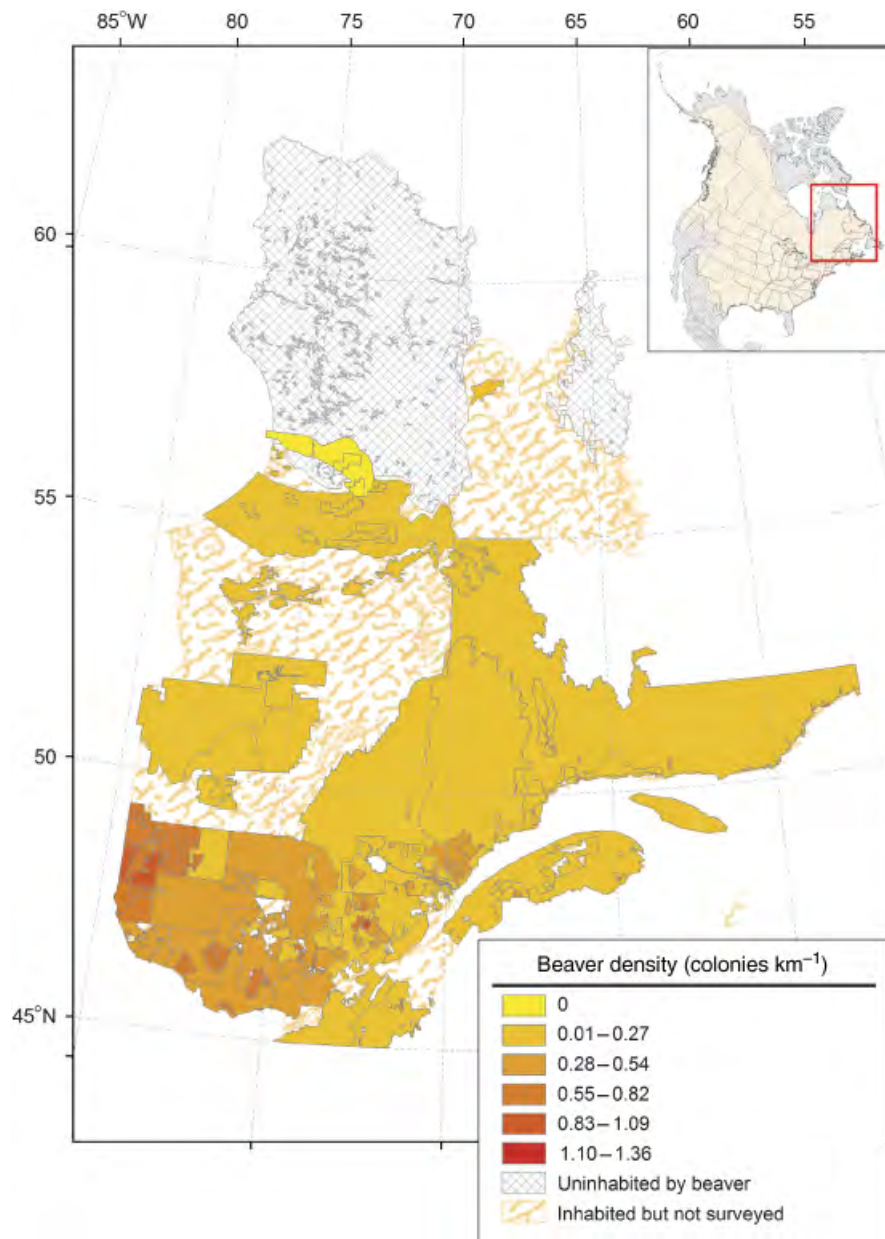 85°W 80 75 70 65 60 55
60
55
50
45°N
Beaver density (colonies km⁻¹)
0
0.01–0.27
0.28–0.54
0.55–0.82
0.83–1.09
1.10–1.36
Uninhabited by beaver
Inhabited but not surveyed